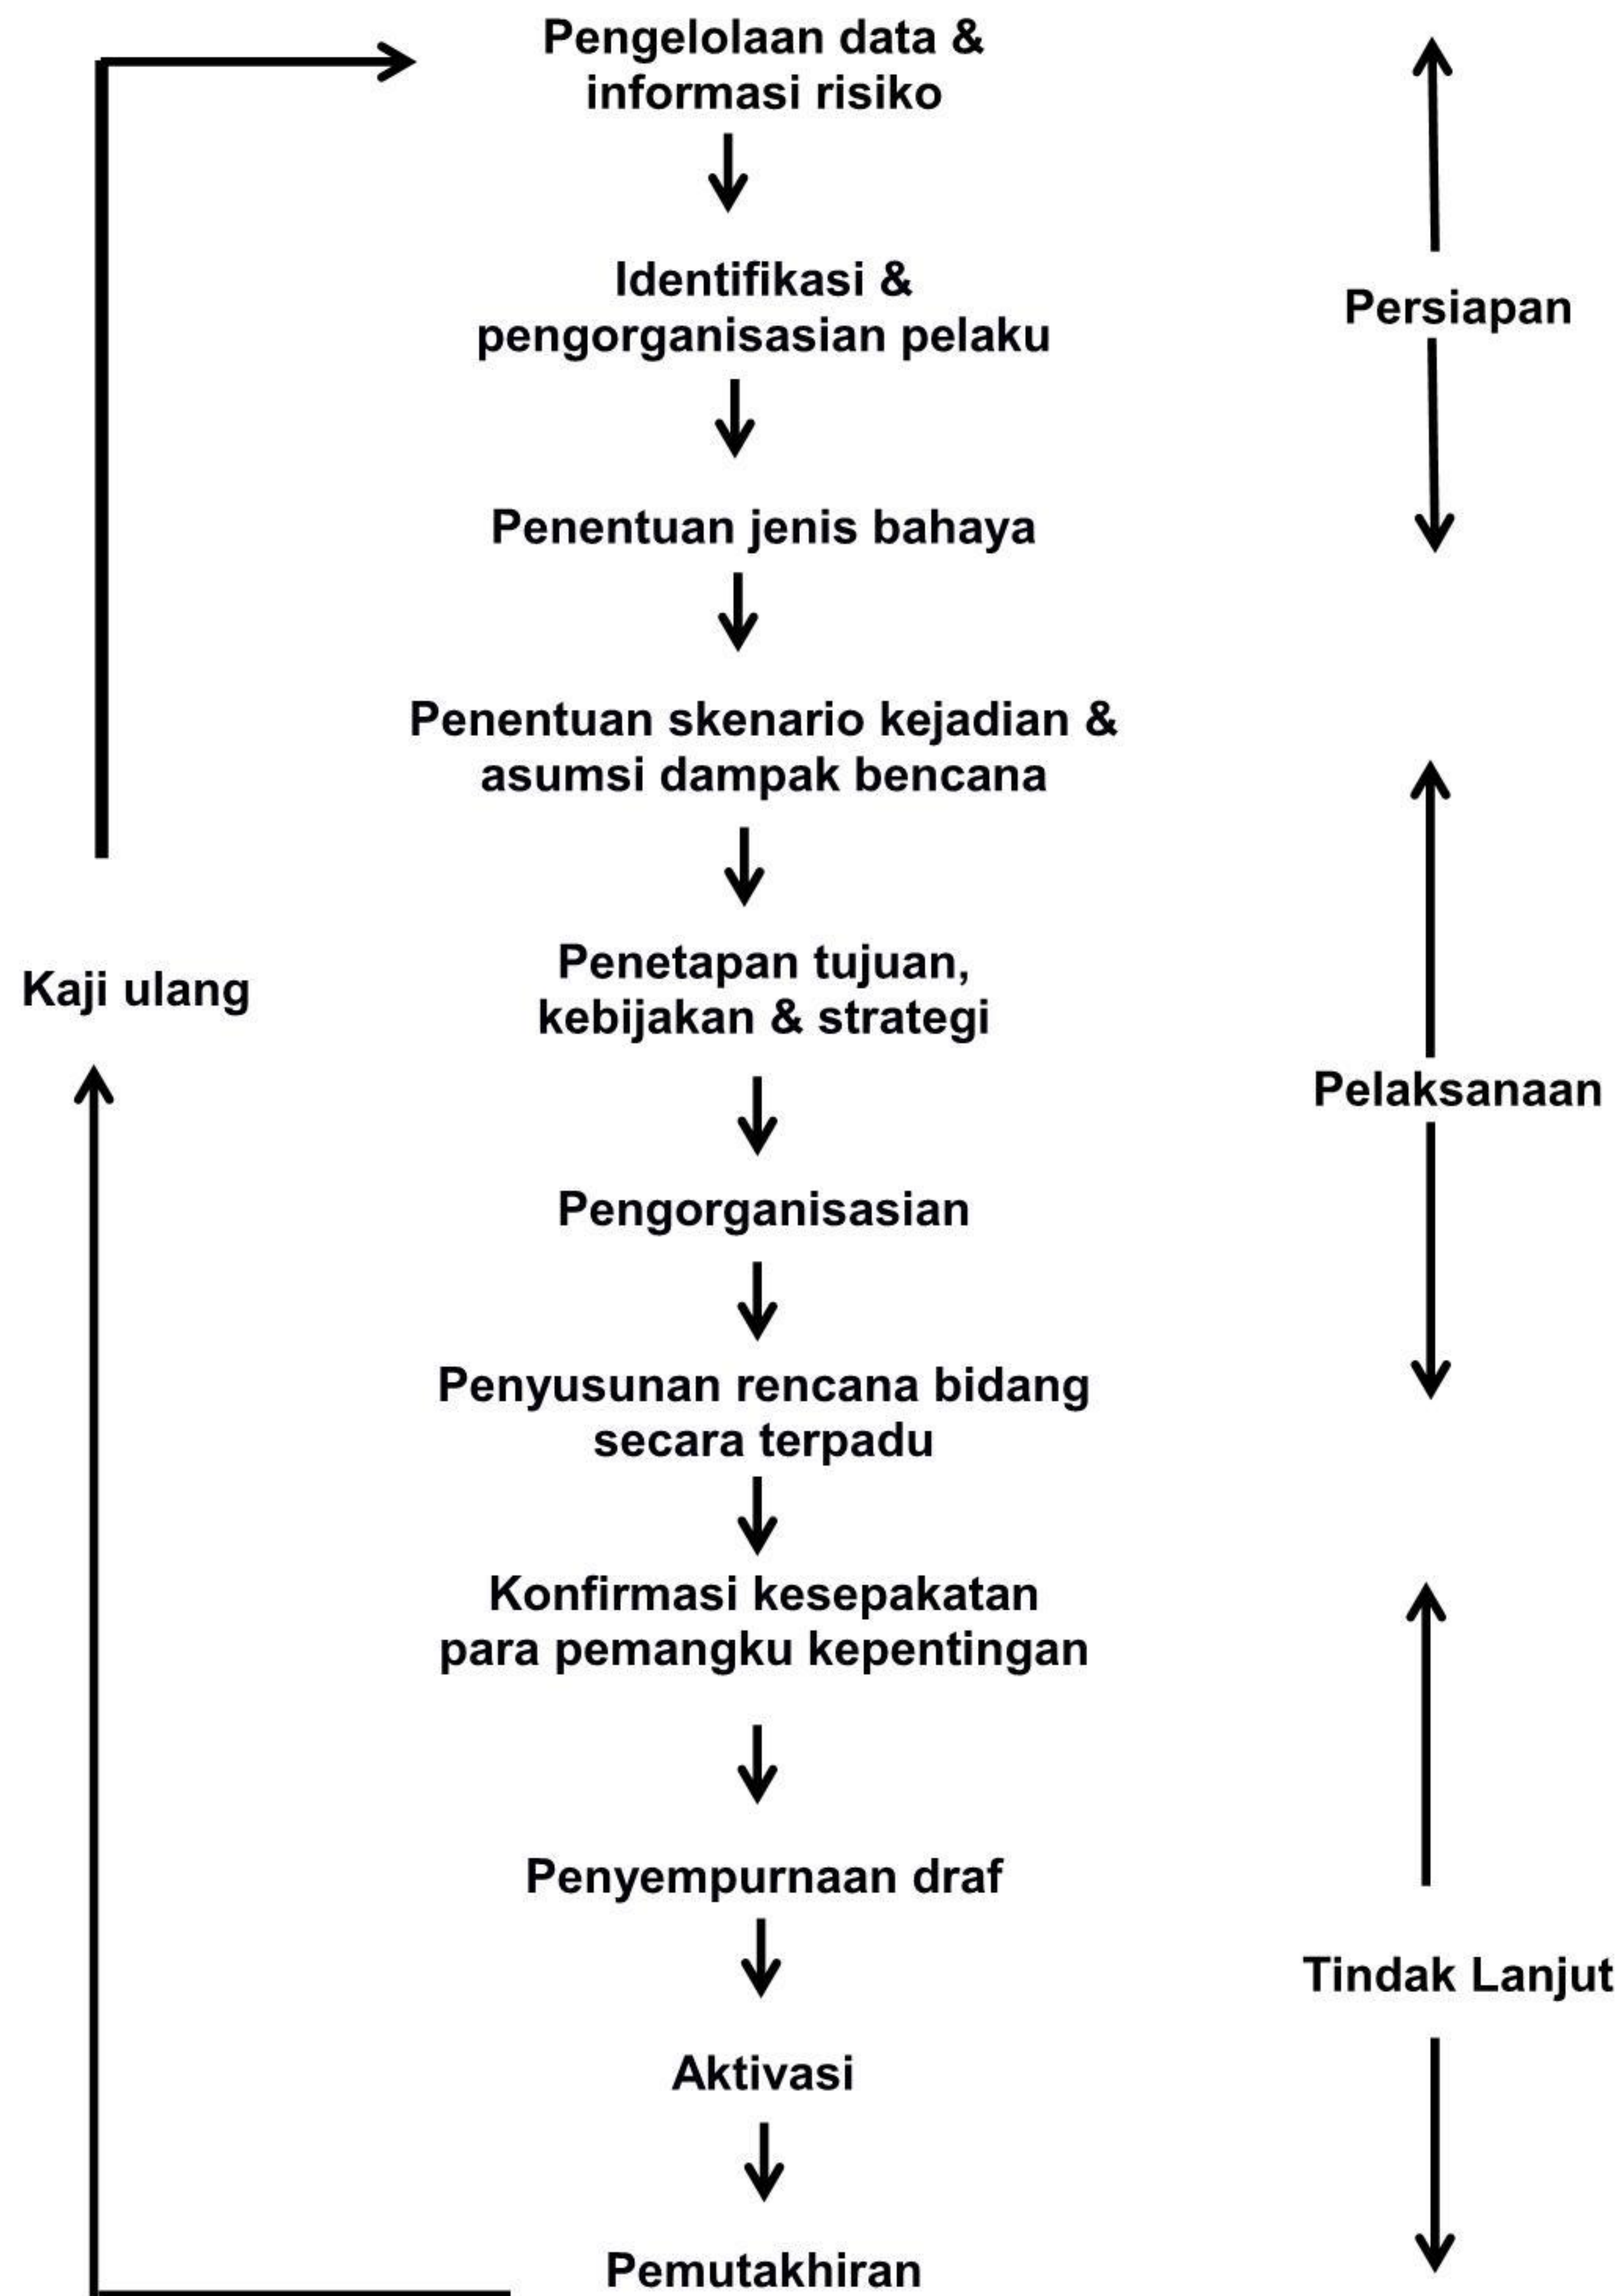 Pengelolaan data &
informasi risiko
Identifikasi &
pengorganisasian pelaku
Persiapan
Penentuan jenis bahaya
Penentuan skenario kejadian &
asumsi dampak bencana
Kaji ulang
Penetapan tujuan,
kebijakan & strategi
Pelaksanaan
Pengorganisasian
Penyusunan rencana bidang
secara terpadu
Konfirmasi kesepakatan
para pemangku kepentingan
Penyempurnaan draf
Tindak Lanjut
Aktivasi
Pemutakhiran